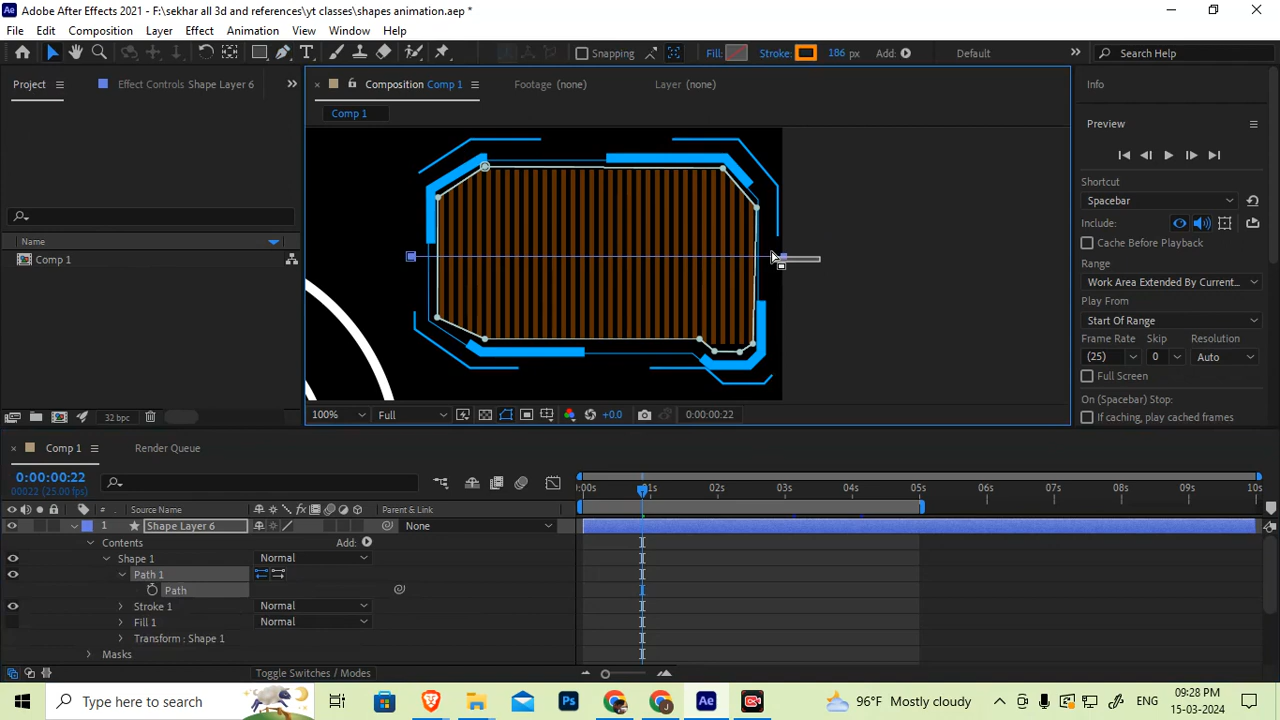 Adobe After Effects 2021 - F:\sekhar all 3d and references\yt classes\shapes animation.aep *
File Edit Composition Layer Effect Animation View Window Help
Snapping Fill: Stroke: 186 px Add: Default Search Help
Project Effect Controls Shape Layer 6 Composition Comp 1 Footage (none) Layer (none) Info
Comp 1
Preview
Shortcut
Spacebar
Include:
Name
Cache Before Playback
Comp 1
Range
Work Area Extended By Current...
Play From
Start Of Range
Frame Rate Skip Resolution
(25) 0 Auto
Full Screen
On (Spacebar) Stop:
32 bpc 100% Full +0.0 0:00:00:22 If caching, play cached frames
Comp 1 Render Queue
0:00:00:22
00022 (25.00 fps)
:00s 01s 02s 03s 04s 05s 06s 07s 08s 09s 10s
# Source Name Parent & Link
1 Shape Layer 6 None
Contents Add:
Shape 1 Normal
Path 1
Path
Stroke 1 Normal
Fill 1 Normal
Transform : Shape 1
Masks
Toggle Switches / Modes
Type here to search Ps Ae 96°F Mostly cloudy ENG 09:28 PM
15-03-2024